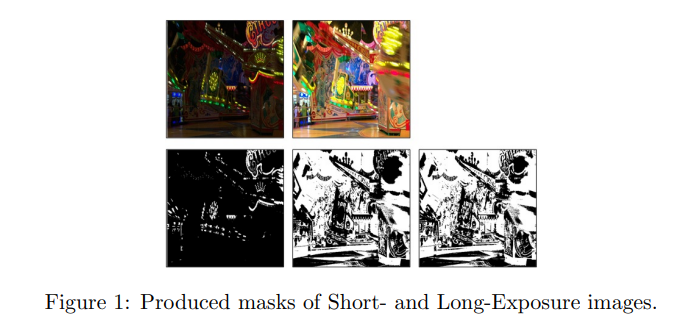 Figure 1: Produced masks of Short- and Long-Exposure images.